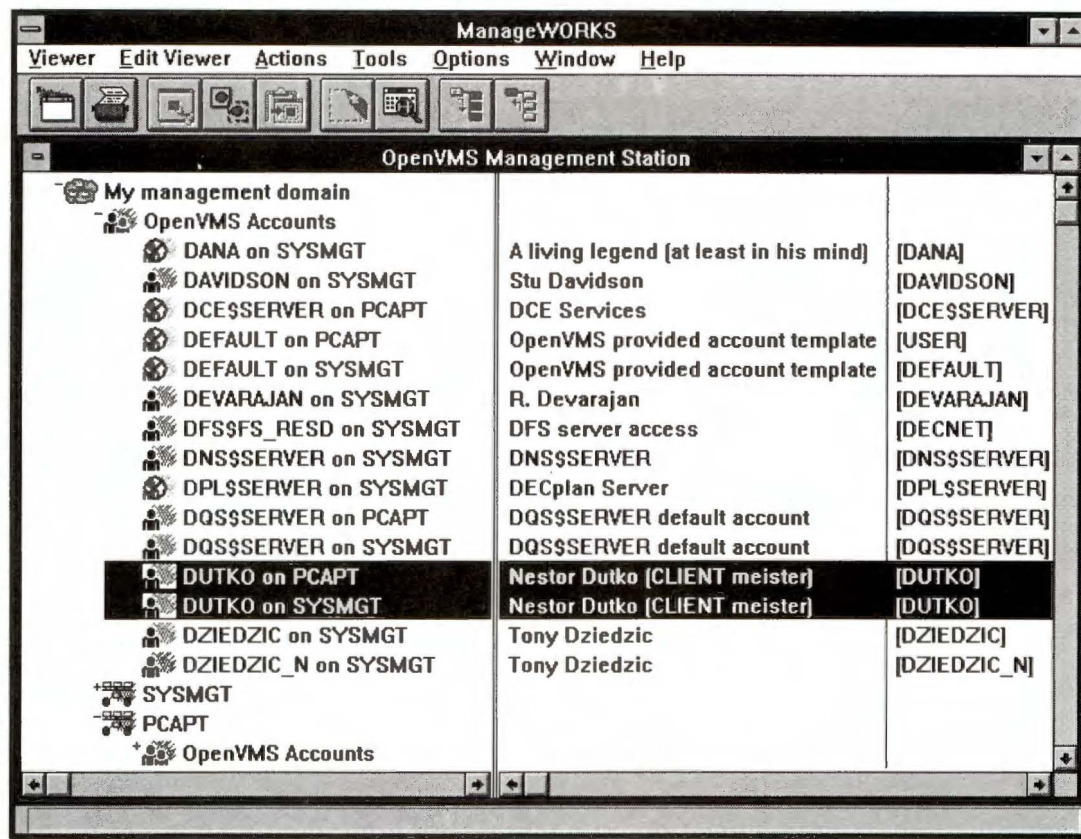 ManageWORKS
Viewer Edit Viewer Actions Tools Options Window Help
OpenVMS Management Station
My management domain
OpenVMS Accounts
DANA on SYSMGT A living legend (at least in his mind) [DANA]
DAVIDSON on SYSMGT Stu Davidson [DAVIDSON]
DCE$SERVER on PCAPT DCE Services [DCE$SERVER]
DEFAULT on PCAPT OpenVMS provided account template [USER]
DEFAULT on SYSMGT OpenVMS provided account template [DEFAULT]
DEVARAJAN on SYSMGT R. Devarajan [DEVARAJAN]
DFS$FS_RESD on SYSMGT DFS server access [DECNET]
DNS$SERVER on SYSMGT DNS$SERVER [DNS$SERVER]
DPL$SERVER on SYSMGT DECplan Server [DPL$SERVER]
DQS$SERVER on PCAPT DQS$SERVER default account [DQS$SERVER]
DQS$SERVER on SYSMGT DQS$SERVER default account [DQS$SERVER]
DUTKO on PCAPT Nestor Dutko (CLIENT meister) [DUTKO]
DUTKO on SYSMGT Nestor Dutko (CLIENT meister) [DUTKO]
DZIEDZIC on SYSMGT Tony Dziedzic [DZIEDZIC]
DZIEDZIC_N on SYSMGT Tony Dziedzic [DZIEDZIC_N]
SYSMGT
PCAPT
OpenVMS Accounts